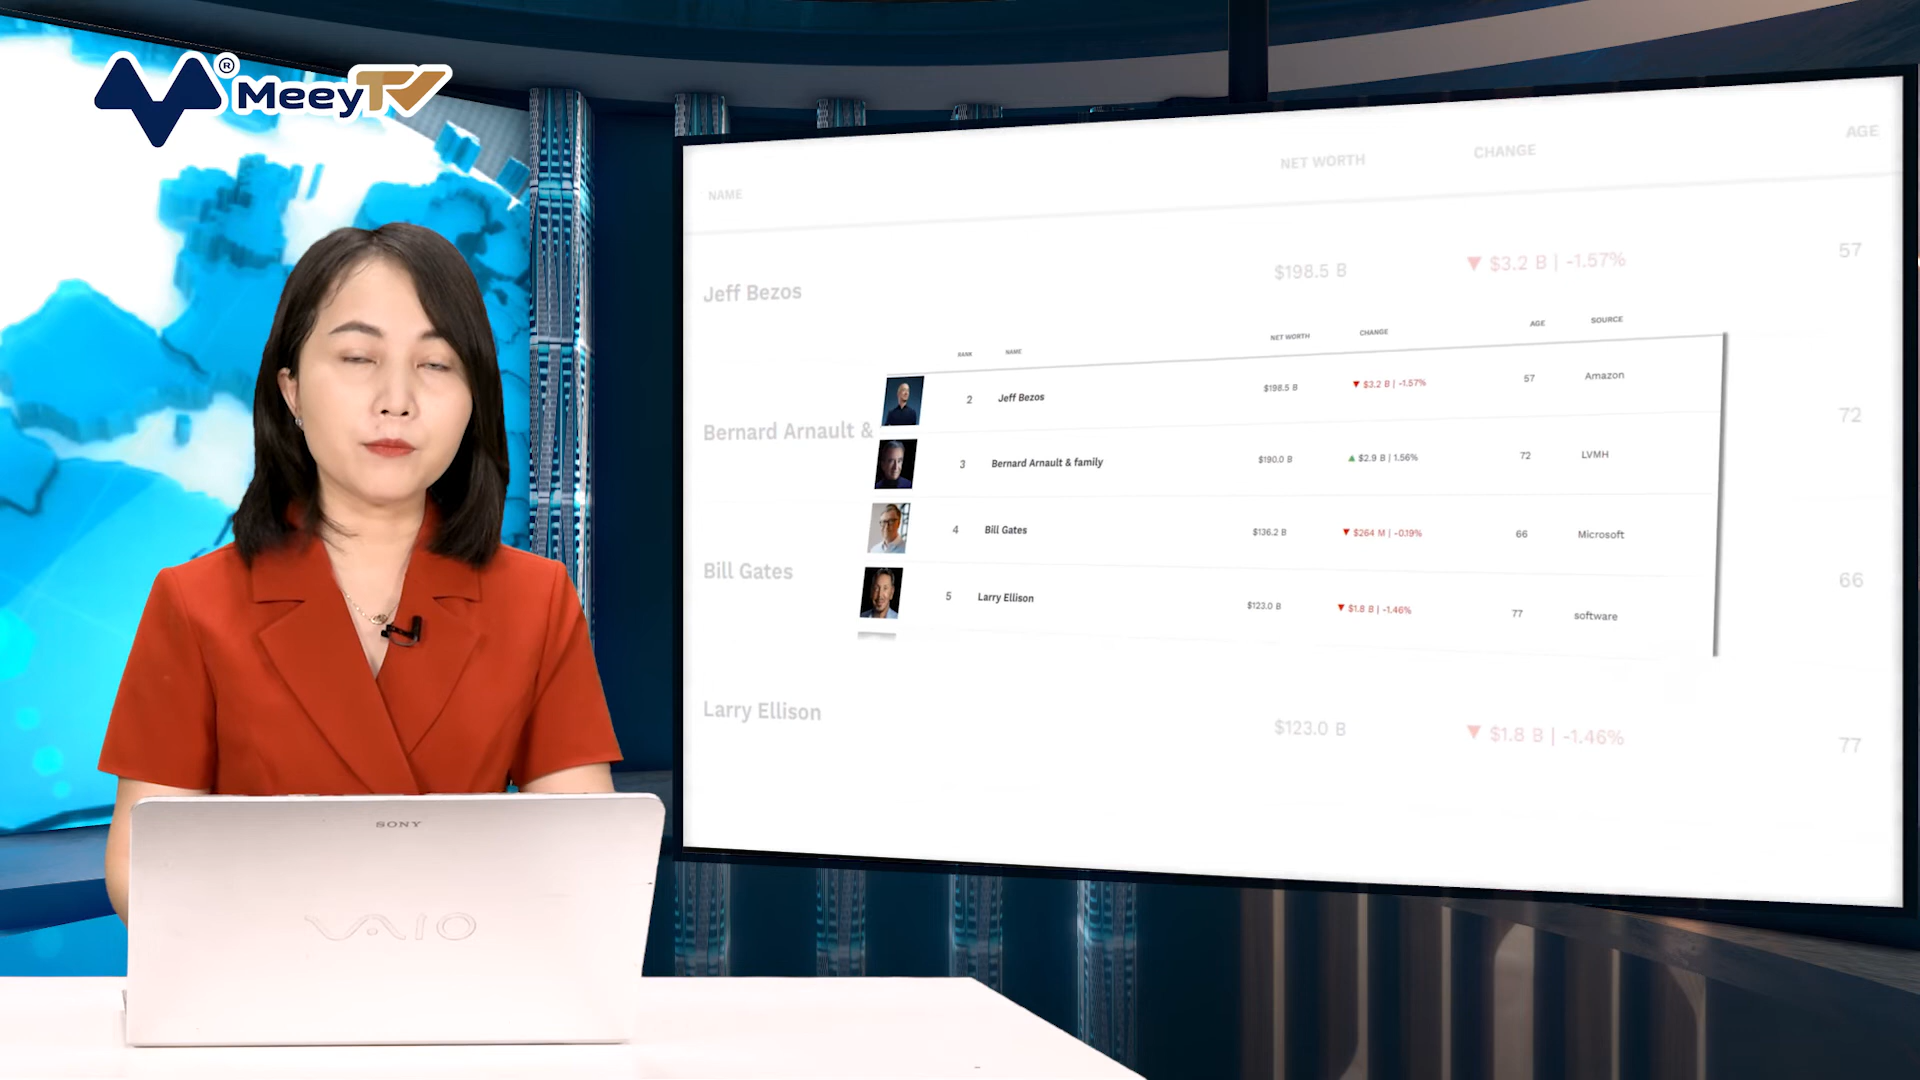 ® MeeyTV
NAME NET WORTH CHANGE AGE
Jeff Bezos $198.5 B ▼ $3.2 B | -1.57% 57
Bernard Arnault & 72
Bill Gates 66
Larry Ellison $123.0 B ▼ $1.8 B | -1.46% 77
RANK NAME NET WORTH CHANGE AGE SOURCE
2 Jeff Bezos $198.5 B ▼ $3.2 B | -1.57% 57 Amazon
3 Bernard Arnault & family $190.0 B ▲ $2.9 B | 1.56% 72 LVMH
4 Bill Gates $136.2 B ▼ $264 M | -0.19% 66 Microsoft
5 Larry Ellison $123.0 B ▼ $1.8 B | -1.46% 77 software
SONY
VAIO